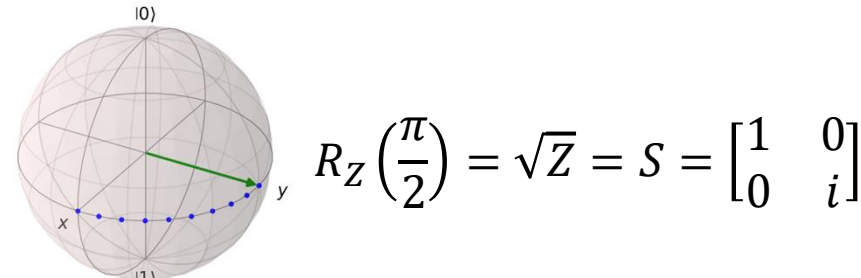 |0⟩
R_Z(π/2) = √Z = S = [1 0
0 i]
y
x
|1⟩